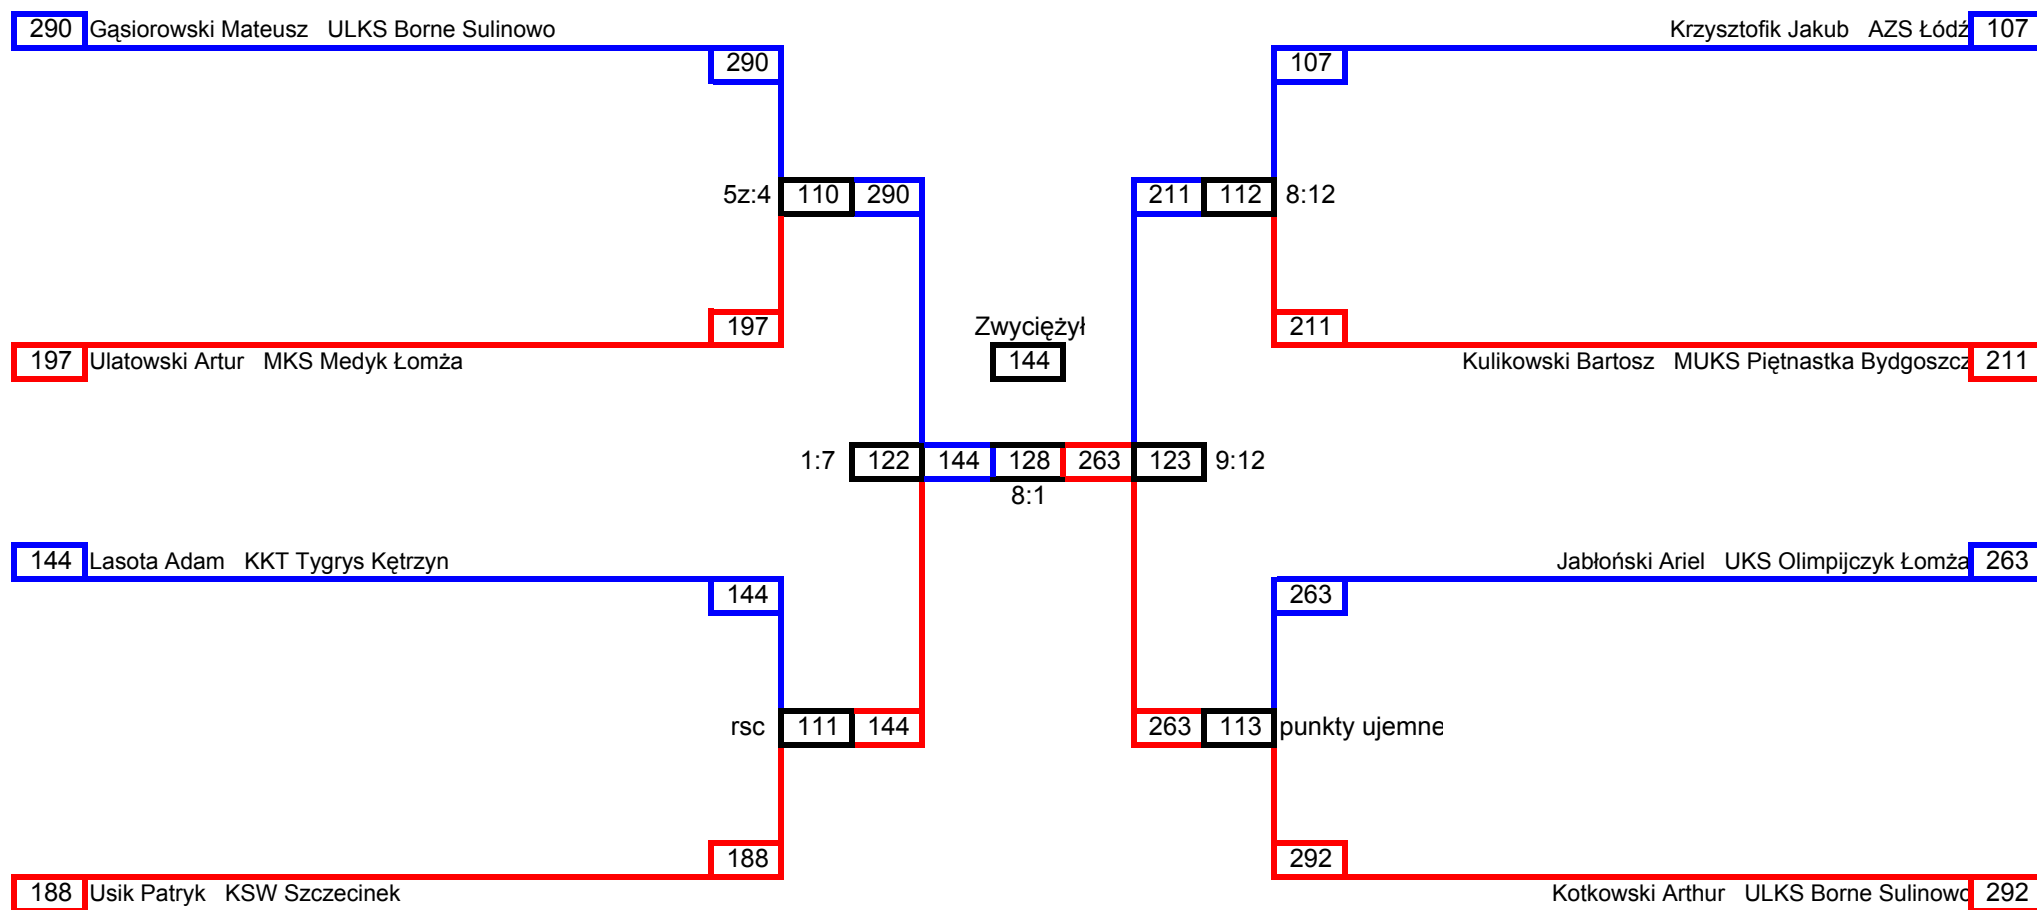 290 Gąsiorowski Mateusz ULKS Borne Sulinowo
Krzysztofik Jakub AZS Łódź 107
290
107
5z:4 110 290
211 112 8:12
197
Zwyciężył
211
197 Ulatowski Artur MKS Medyk Łomża
144
Kulikowski Bartosz MUKS Piętnastka Bydgoszcz 211
1:7 122 144 128 263 123 9:12
8:1
144 Lasota Adam KKT Tygrys Kętrzyn
Jabłoński Ariel UKS Olimpijczyk Łomża 263
144
263
rsc 111 144
263 113 punkty ujemne
188
292
188 Usik Patryk KSW Szczecinek
Kotkowski Arthur ULKS Borne Sulinowo 292